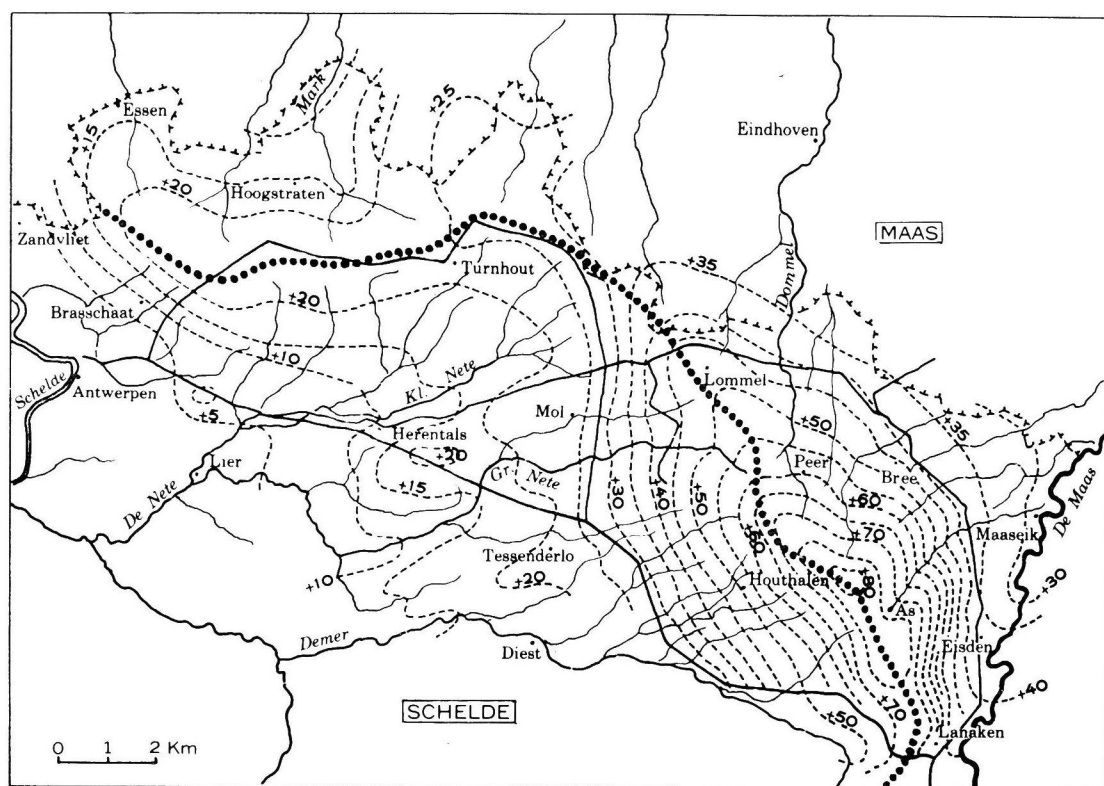 Essen
Mark
+25
+15
Eindhoven
+20
Hoogstraten
Zandvliet
MAAS
+35
Turnhout
Dommel
Brasschaat
+20
+10
Kl. Nete
Schelde
Antwerpen
+5
Lommel
Mol
+50
+35
Herentals
Lier
+20
Peer
Bree
Gr. Nete
+15
+30
+40
+50
+60
De Nete
+70
De Maas
+60
Maaseik
Tessenderlo
+10
+20
Houthalen
+80
+30
As
Demer
Diest
Eisden
+40
+70
SCHELDE
+50
Lanaken
0 1 2 Km